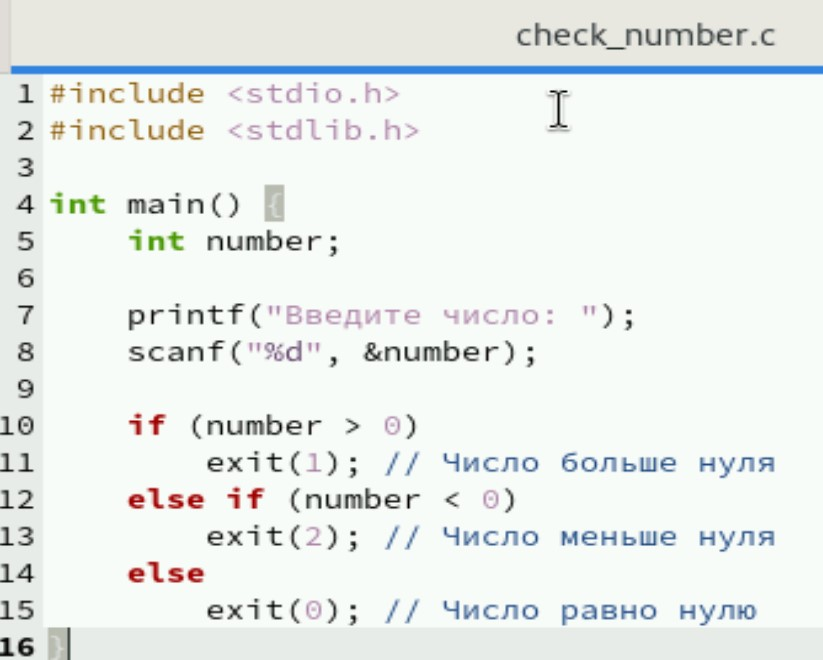 check_number.c
1 #include <stdio.h>
2 #include <stdlib.h>
3
4 int main() {
5     int number;
6
7     printf("Введите число: ");
8     scanf("%d", &number);
9
10     if (number > 0)
11         exit(1); // Число больше нуля
12     else if (number < 0)
13         exit(2); // Число меньше нуля
14     else
15         exit(0); // Число равно нулю
16 }